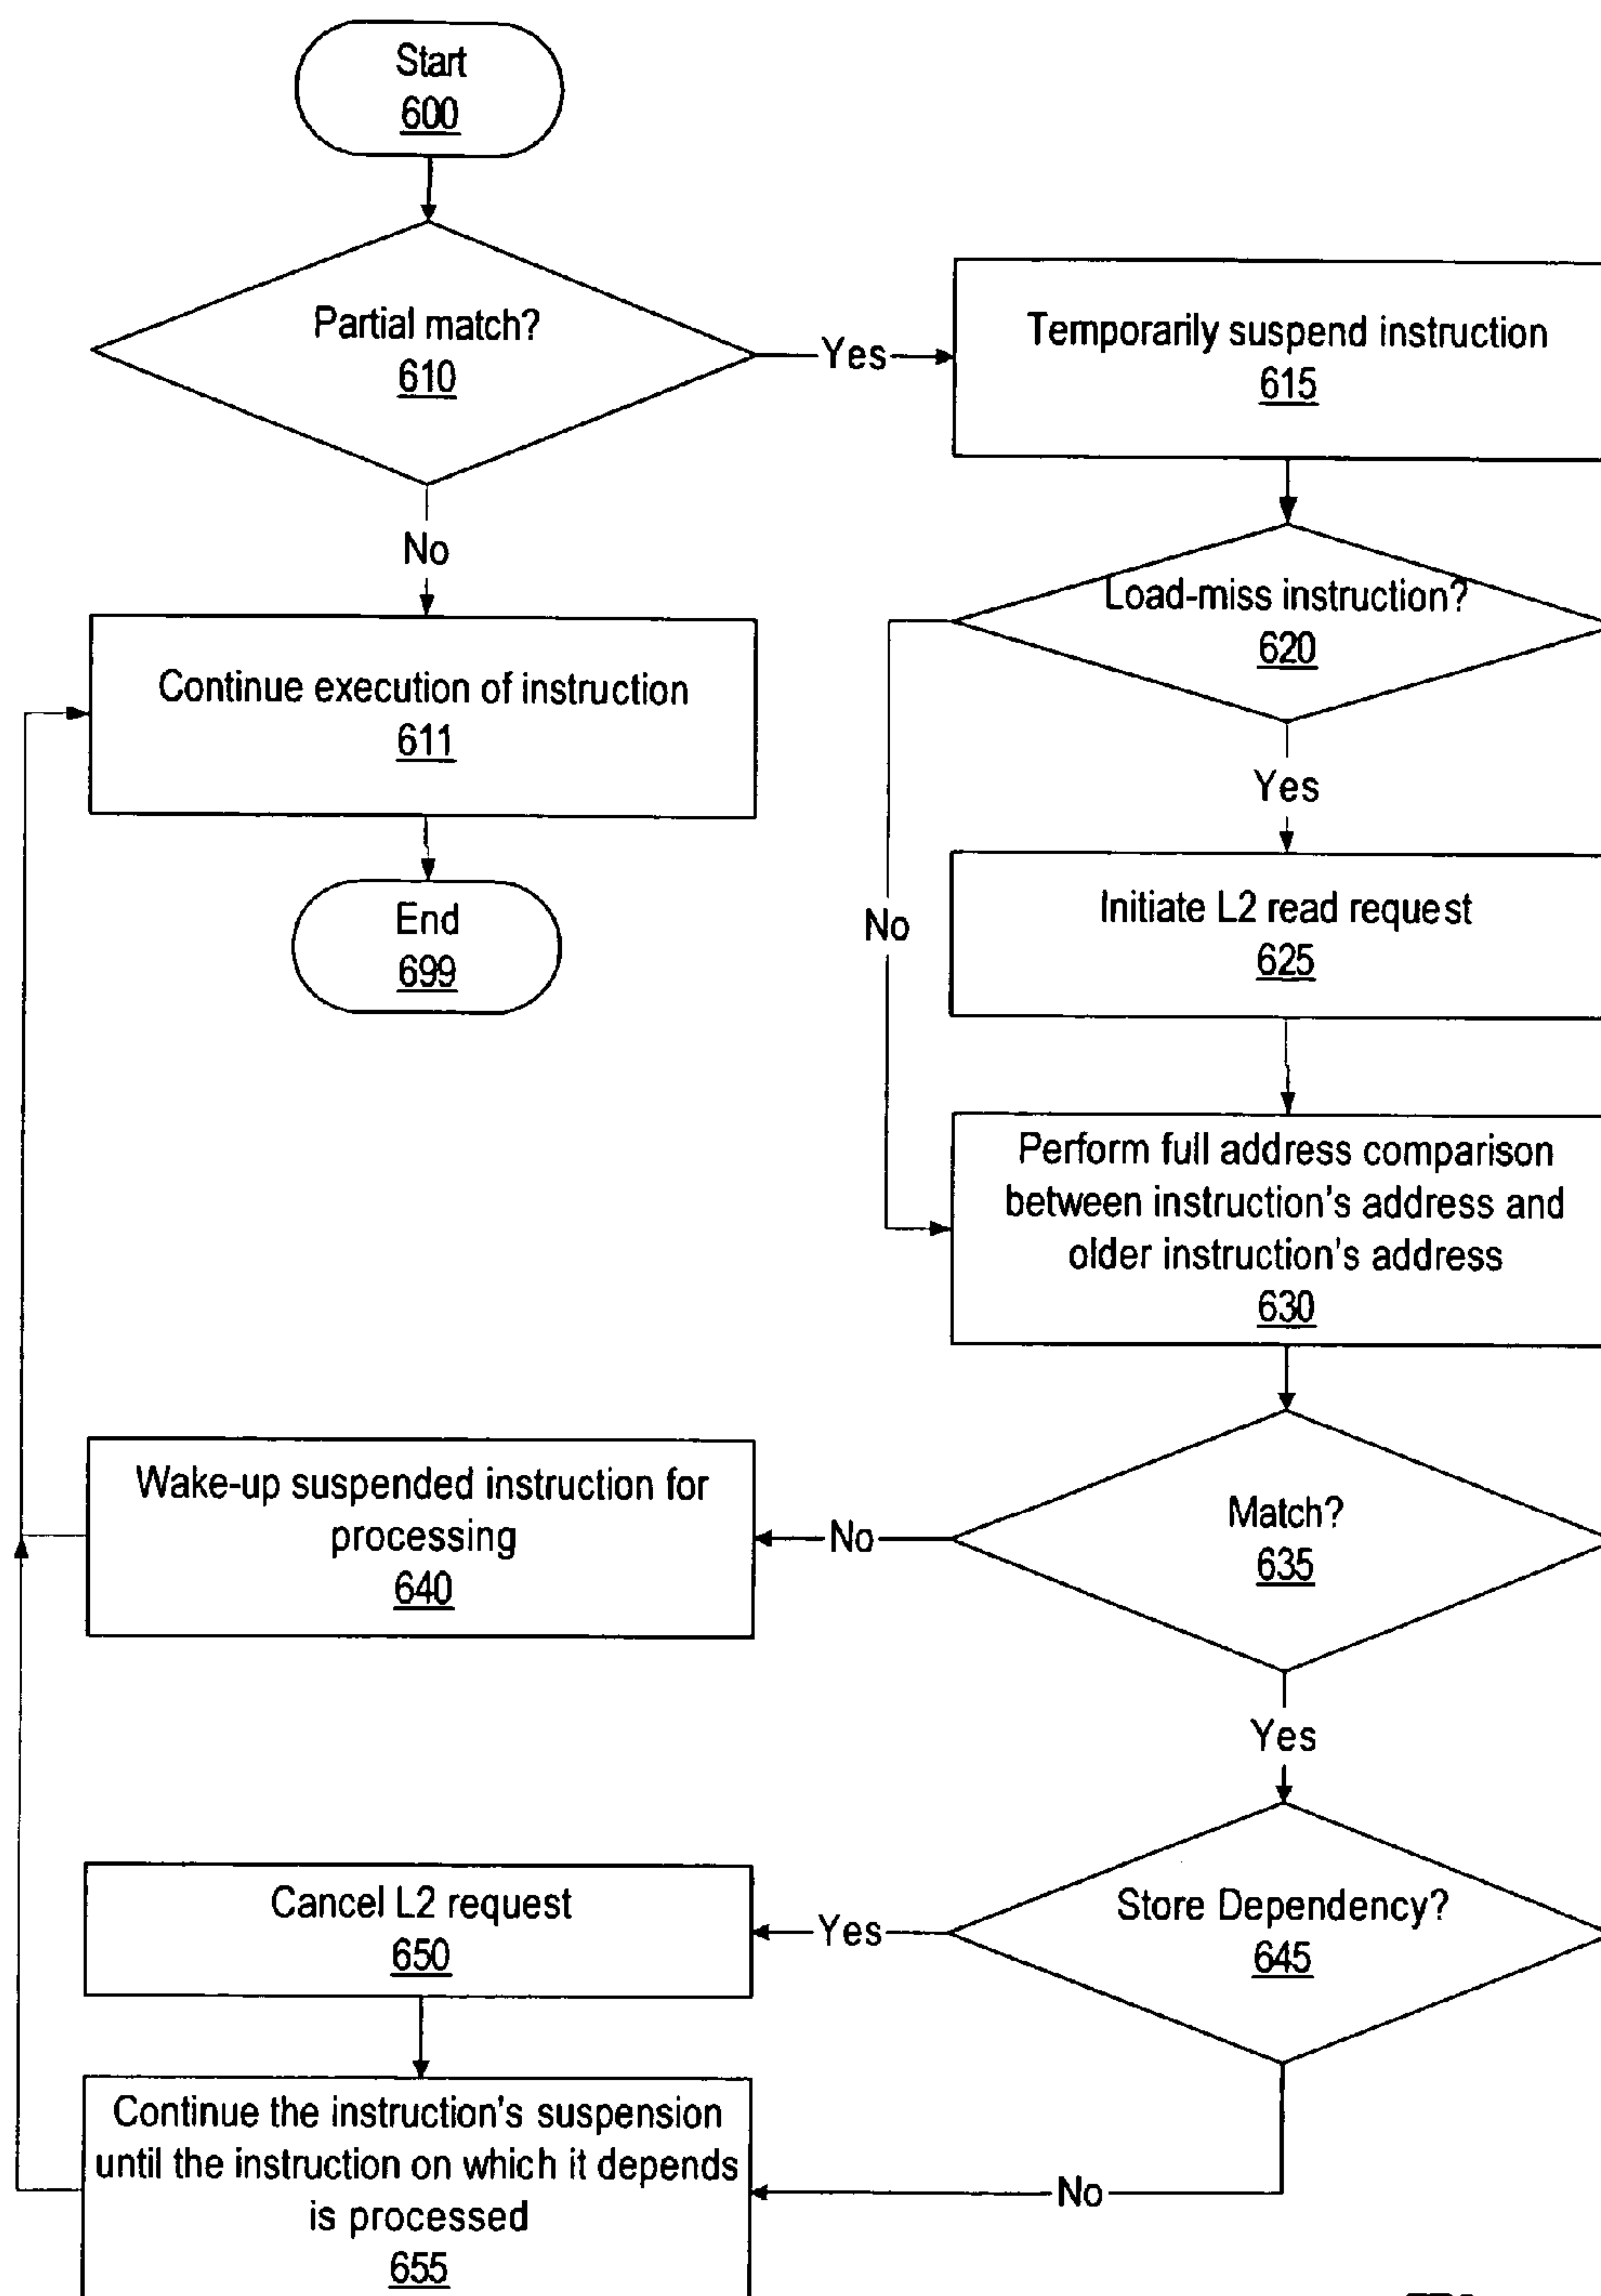 Start
600
Partial match?
610
Yes
Temporarily suspend instruction
615
No
Load-miss instruction?
620
Continue execution of instruction
611
Yes
No
Initiate L2 read request
625
End
699
Perform full address comparison
between instruction's address and
older instruction's address
630
Wake-up suspended instruction for
processing
640
No
Match?
635
Yes
Cancel L2 request
650
Yes
Store Dependency?
645
Continue the instruction's suspension
until the instruction on which it depends
is processed
655
No